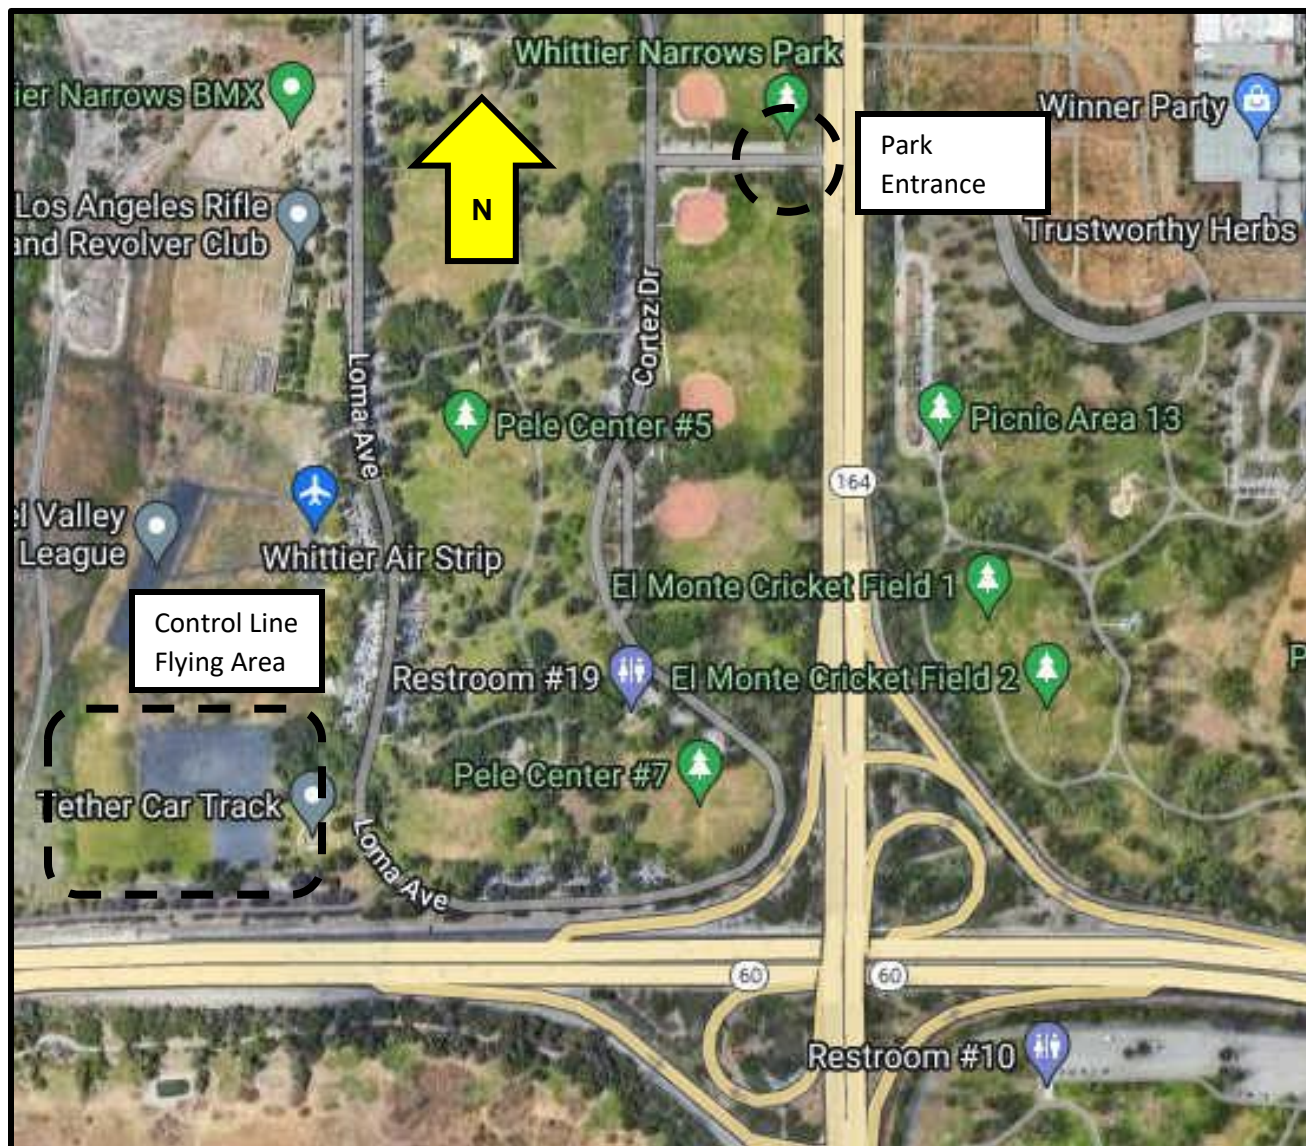 Whittier Narrows Park
ier Narrows BMX
Winner Party
Park
Entrance
N
Los Angeles Rifle
and Revolver Club
Trustworthy Herbs
Cortez Dr
Loma Ave
Pele Center #5
Picnic Area 13
164
el Valley
League
Whittier Air Strip
El Monte Cricket Field 1
Control Line
Flying Area
Restroom #19
El Monte Cricket Field 2
P
Pele Center #7
Tether Car Track
Loma Ave
60
60
Restroom #10